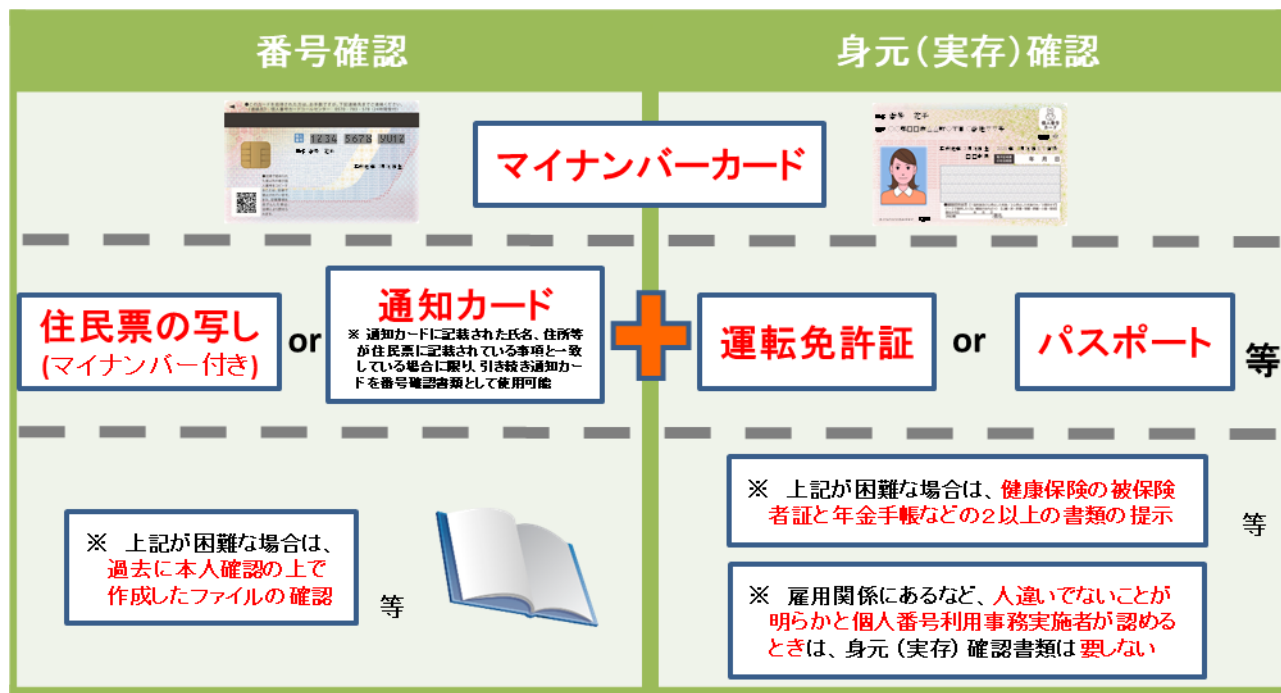 番号確認
身元(実存)確認
1234 5678
マイナンバーカード
個人番号
カード
年 月 日
住民票の写し
(マイナンバー付き)
or
通知カード
※ 通知カードに記載された氏名、住所等
が住民票に記載されている事項と一致
している場合に限り、引き続き通知カー
ドを番号確認書類として使用可能
運転免許証
or
パスポート
等
※ 上記が困難な場合は、
過去に本人確認の上で
作成したファイルの確認
等
※ 上記が困難な場合は、健康保険の被保険
者証と年金手帳などの2以上の書類の提示
等
※ 雇用関係にあるなど、人違いでないことが
明らかと個人番号利用事務実施者が認める
ときは、身元(実存)確認書類は要しない